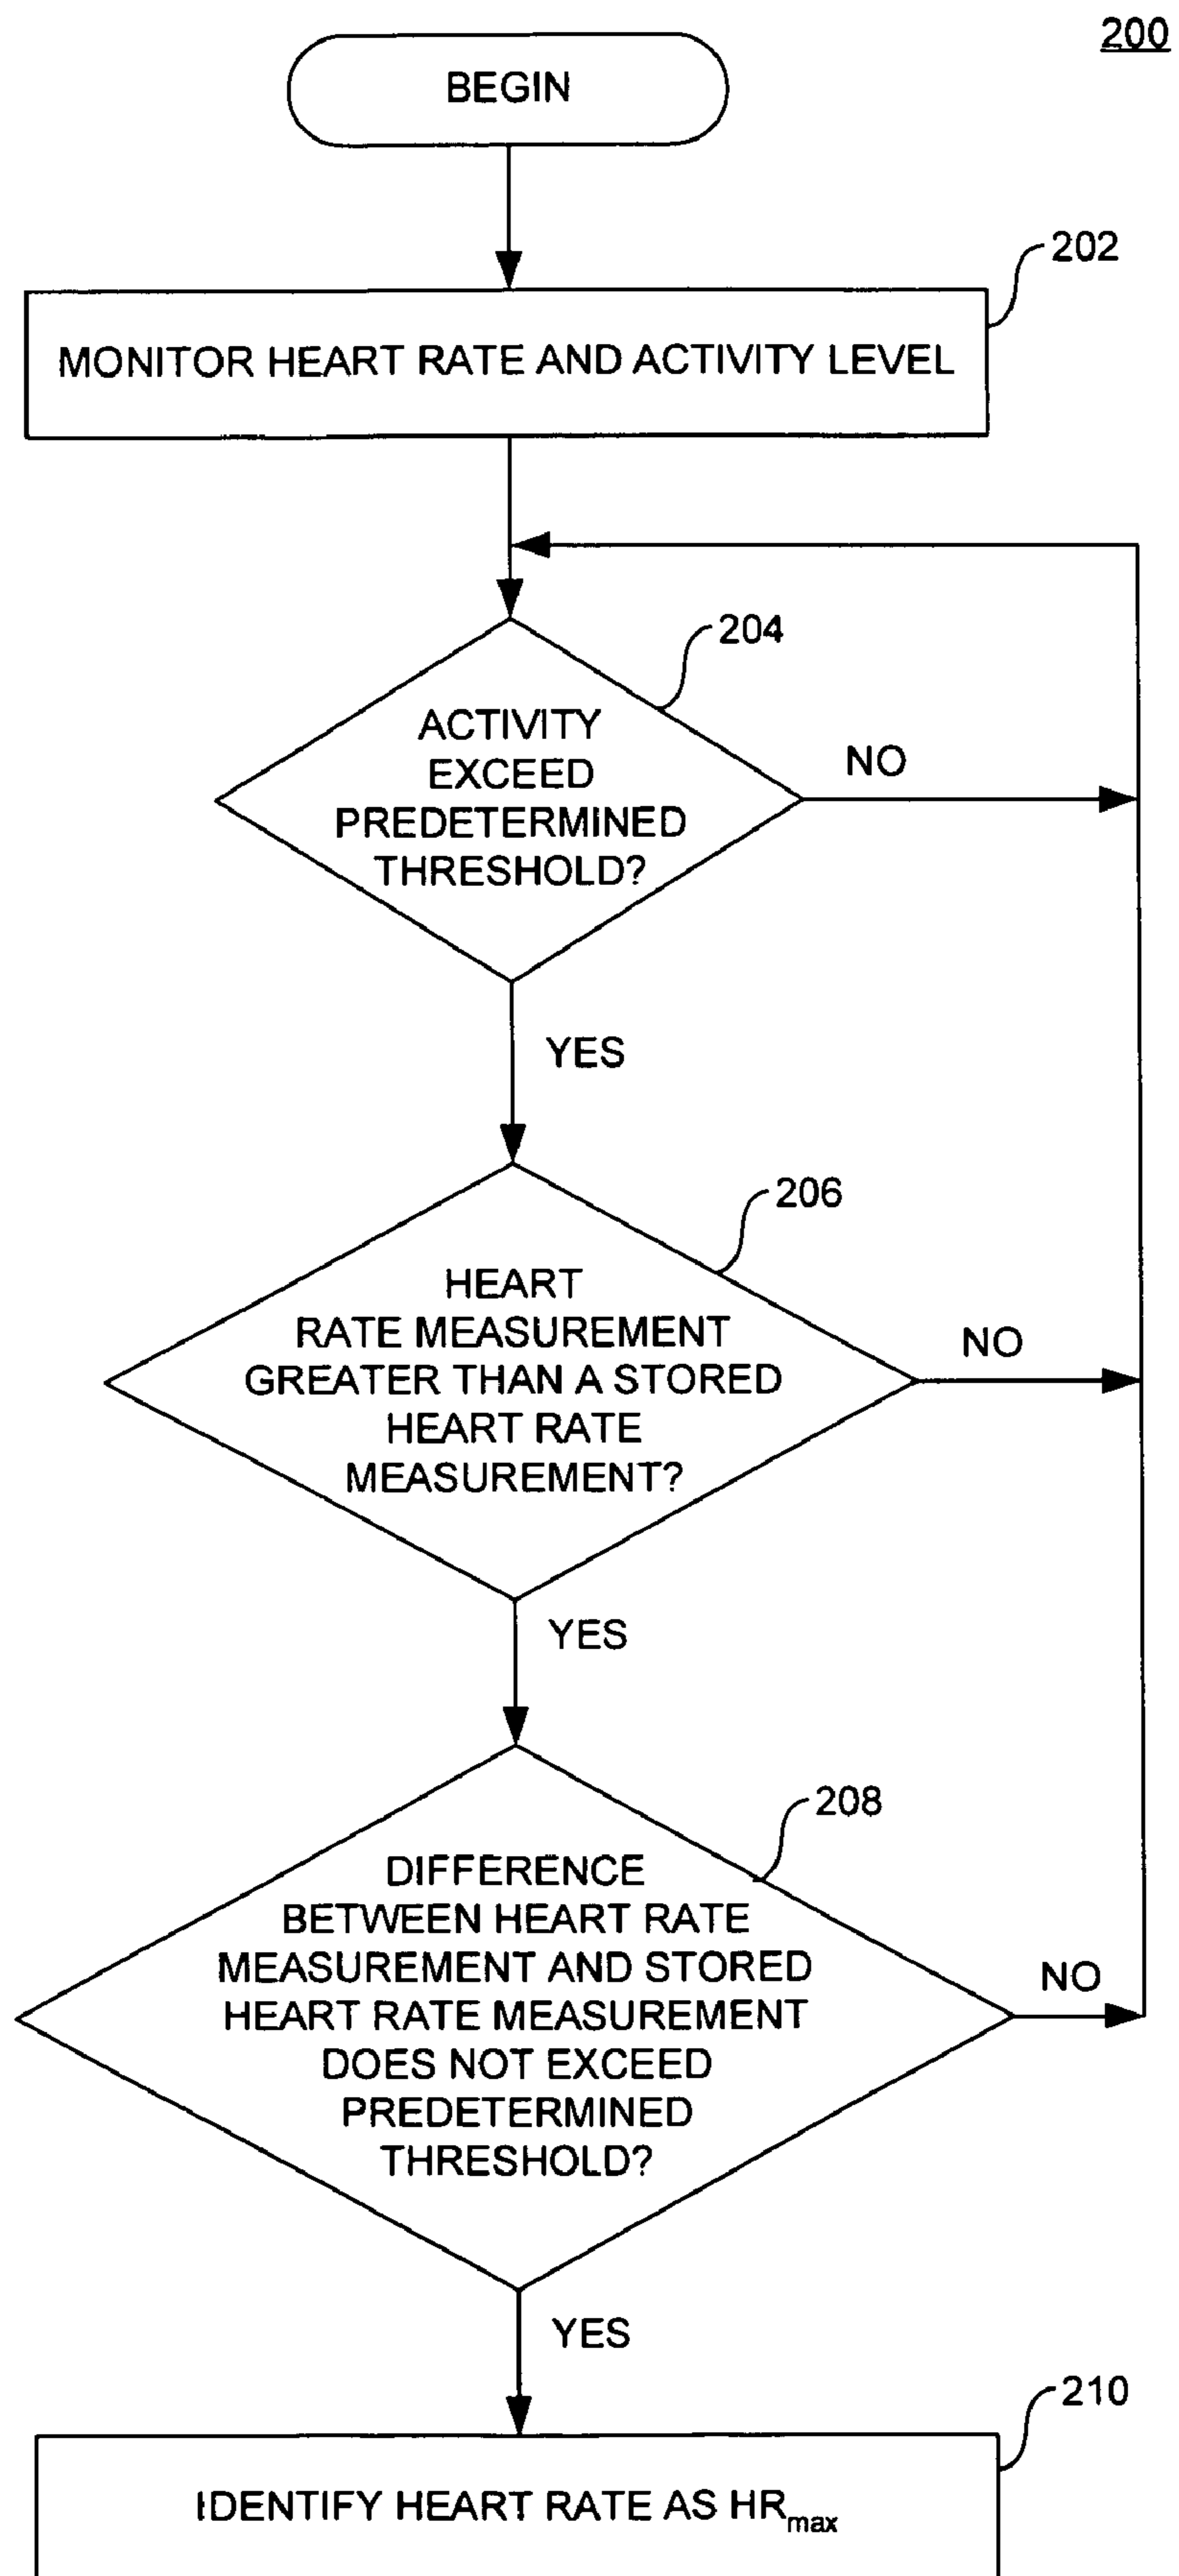 200
BEGIN
202
MONITOR HEART RATE AND ACTIVITY LEVEL
204
ACTIVITY
EXCEED
PREDETERMINED
THRESHOLD?
NO
YES
206
HEART
RATE MEASUREMENT
GREATER THAN A STORED
HEART RATE
MEASUREMENT?
NO
YES
208
DIFFERENCE
BETWEEN HEART RATE
MEASUREMENT AND STORED
HEART RATE MEASUREMENT
DOES NOT EXCEED
PREDETERMINED
THRESHOLD?
NO
YES
210
IDENTIFY HEART RATE AS HRmax